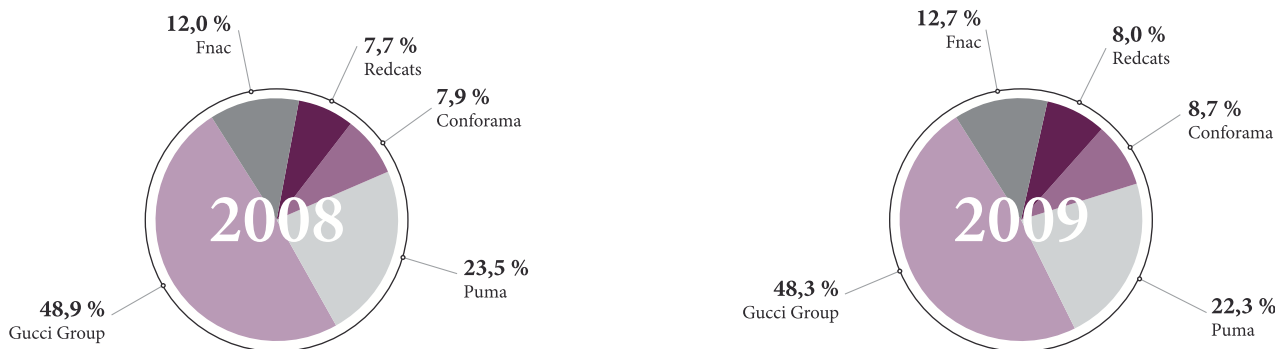 12,0 %
Fnac
7,7 %
Redcats
7,9 %
Conforama
2008
23,5 %
Puma
48,9 %
Gucci Group
12,7 %
Fnac
8,0 %
Redcats
8,7 %
Conforama
2009
48,3 %
Gucci Group
22,3 %
Puma